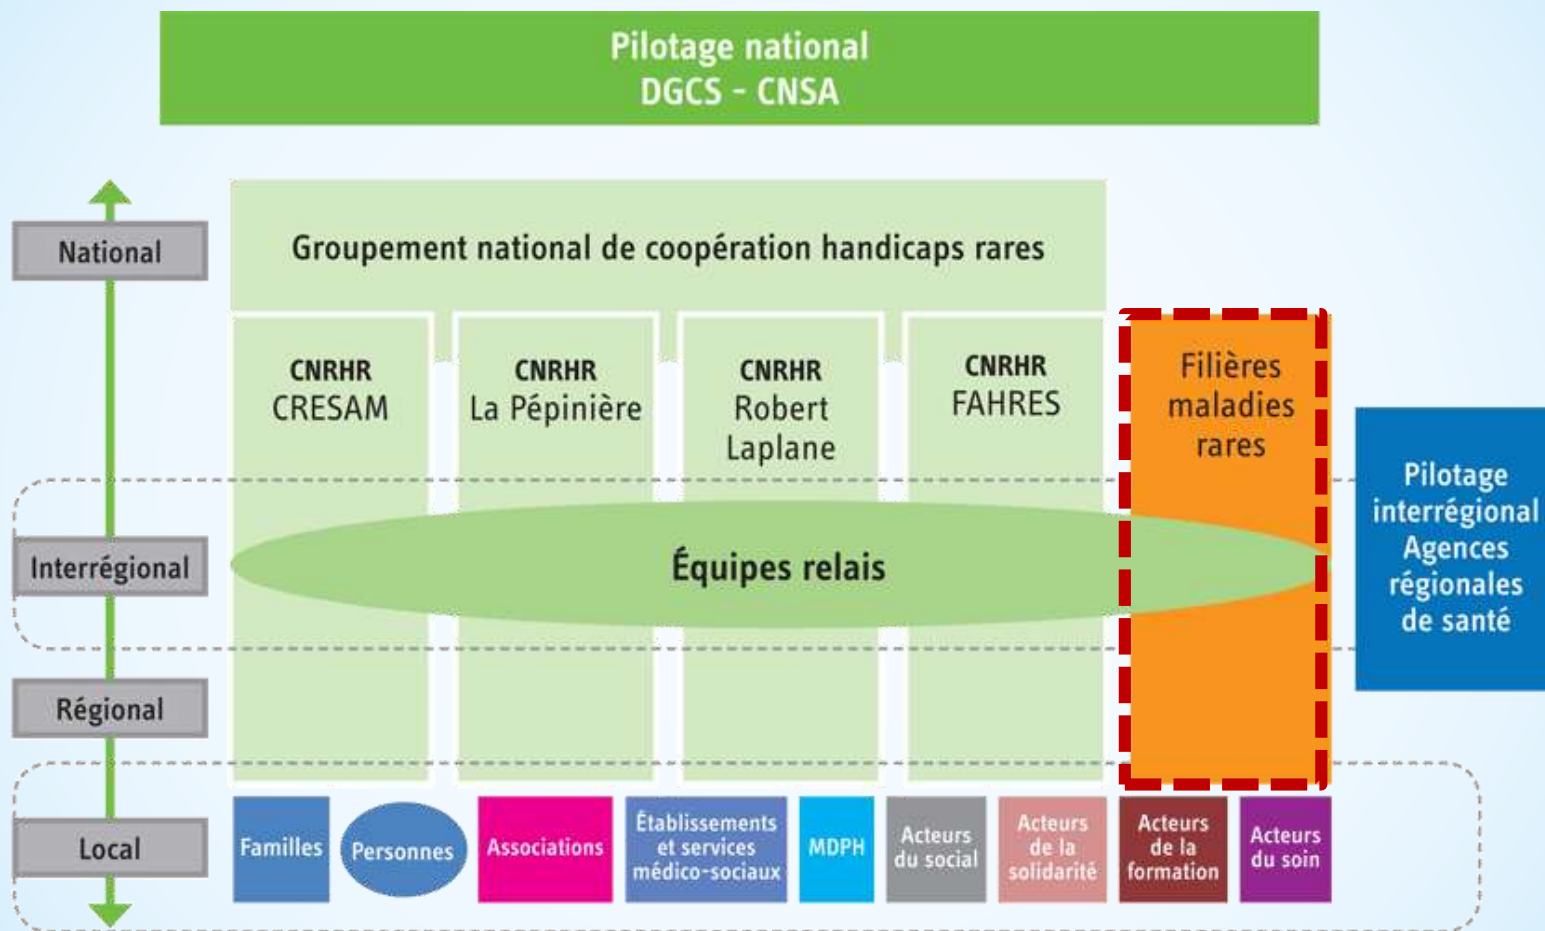 Pilotage national
DGCS - CNSA
National
Groupement national de coopération handicaps rares
CNRHR
CRESAM
CNRHR
La Pépinière
CNRHR
Robert
Laplane
CNRHR
FAHRES
Filières
maladies
rares
Pilotage
interrégional
Agences
régionales
de santé
Interrégional
Équipes relais
Régional
Local
Familles
Personnes
Associations
Établissements
et services
médico-sociaux
MDPH
Acteurs
du social
Acteurs
de la
solidarité
Acteurs
de la
formation
Acteurs
du soin